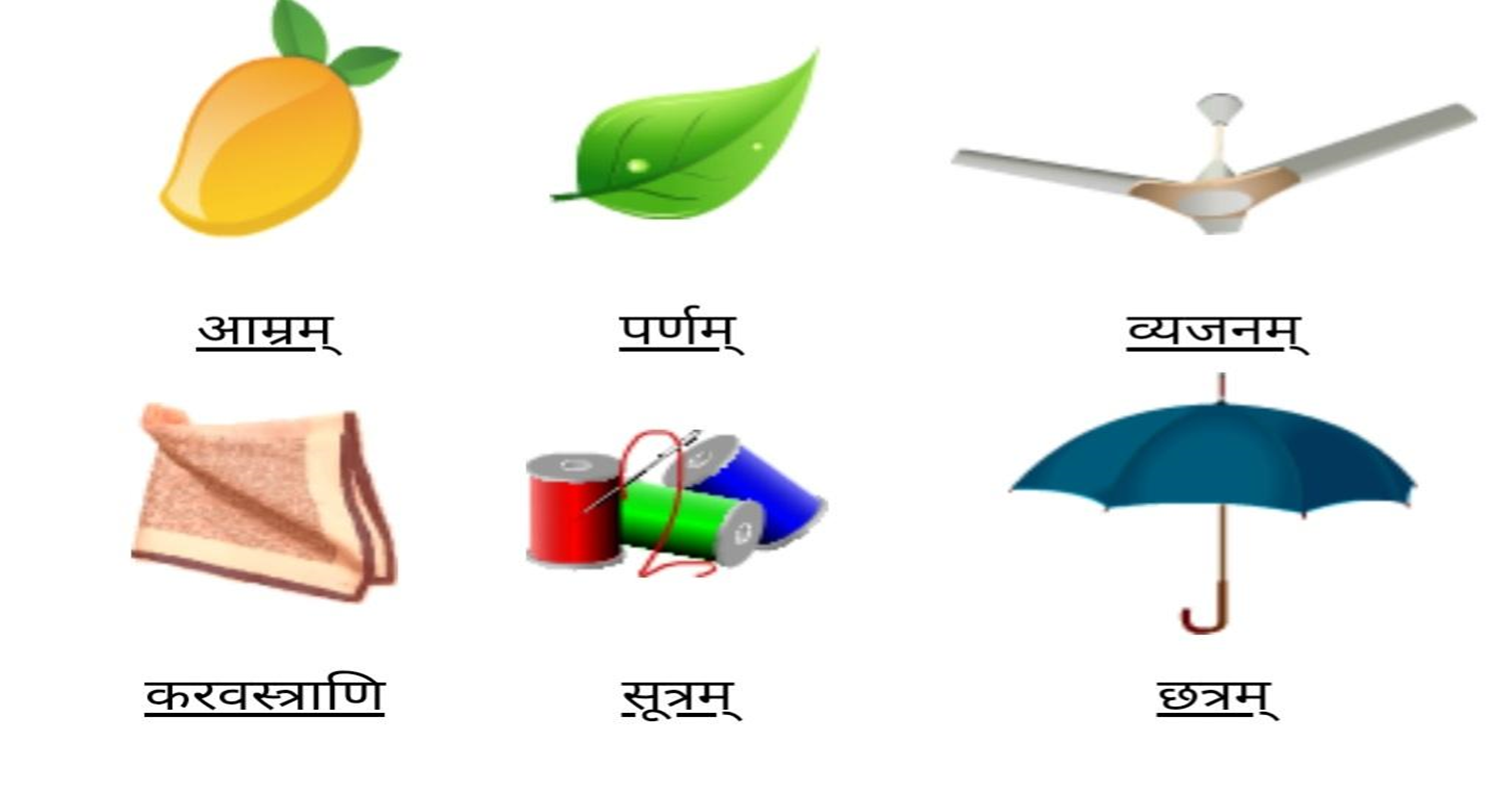 आम्रम् पर्णम् व्यजनम्
करवस्त्राणि सूत्रम् छत्रम्